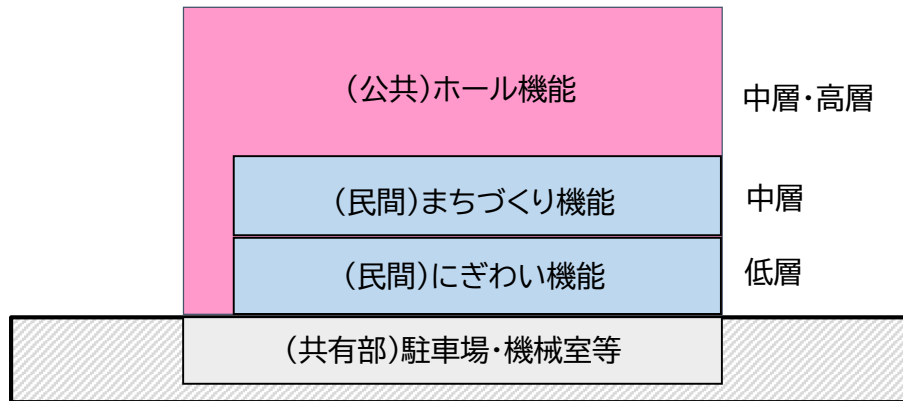 （公共）ホール機能
中層・高層
（民間）まちづくり機能
中層
（民間）にぎわい機能
低層
（共有部）駐車場・機械室等